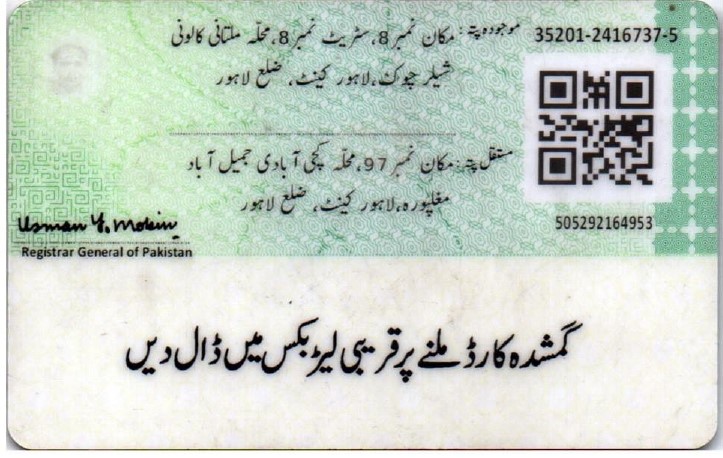 موجودہ پتہ: مکان نمبر 8، سٹریٹ نمبر 8، محلہ ملتانی کالونی
شیلر چوک، لاہور کینٹ، ضلع لاہور
35201-2416737-5
مستقل پتہ: مکان نمبر 97، محلہ کچی آبادی جمیل آباد
مغلپورہ، لاہور کینٹ، ضلع لاہور
505292164953
Usman Y. Mobin
Registrar General of Pakistan
گمشدہ کارڈ ملنے پر قریبی لیٹر بکس میں ڈال دیں